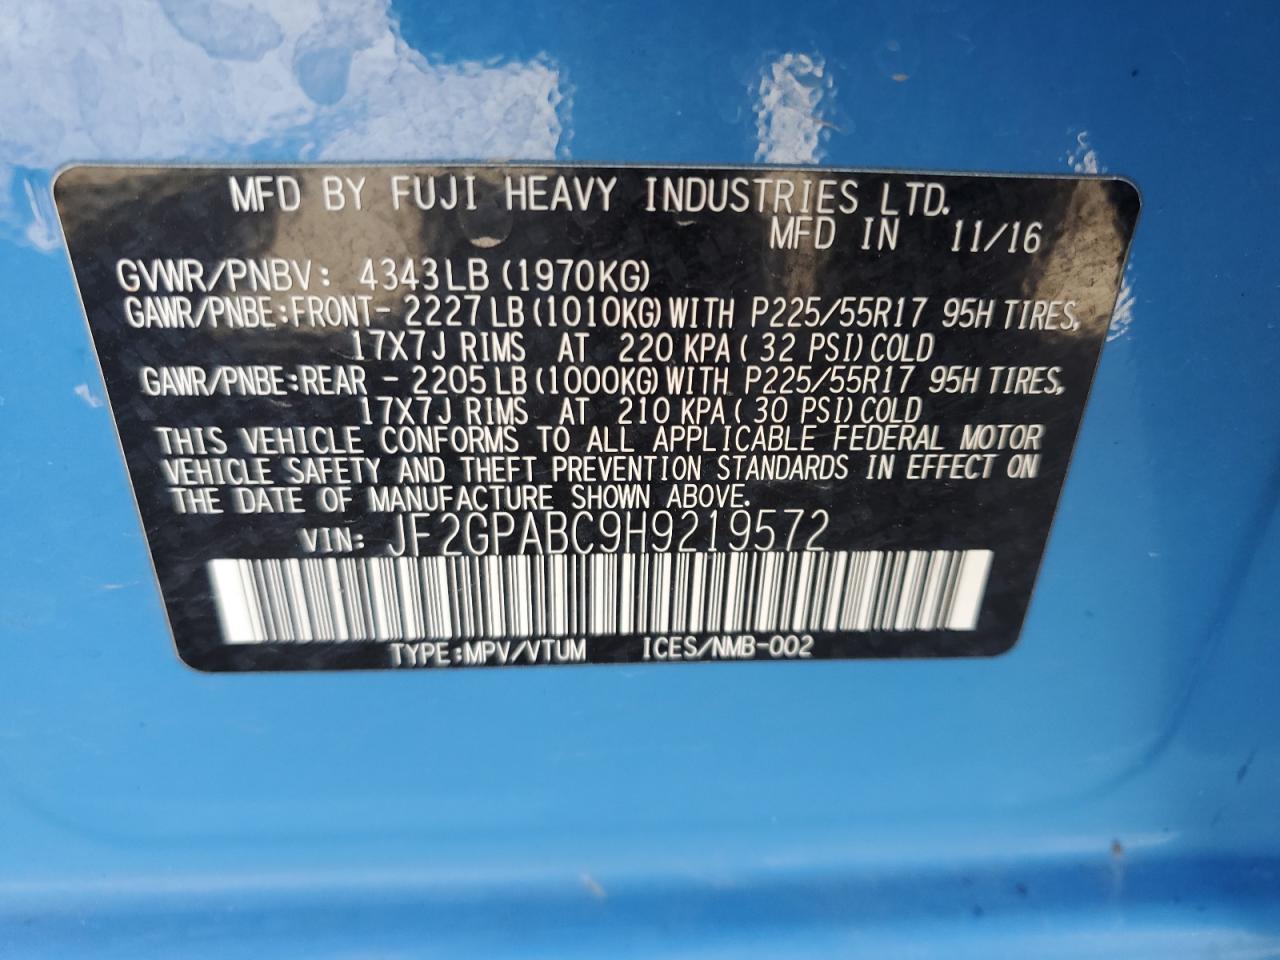 MFD BY FUJI HEAVY INDUSTRIES LTD.
MFD IN 11/16
GVWR/PNBV: 4343LB (1970KG)
GAWR/PNBE:FRONT- 2227LB (1010KG) WITH P225/55R17 95H TIRES,
17X7J RIMS AT 220 KPA ( 32 PSI) COLD
GAWR/PNBE:REAR - 2205LB (1000KG) WITH P225/55R17 95H TIRES,
17X7J RIMS AT 210 KPA ( 30 PSI) COLD
THIS VEHICLE CONFORMS TO ALL APPLICABLE FEDERAL MOTOR
VEHICLE SAFETY AND THEFT PREVENTION STANDARDS IN EFFECT ON
THE DATE OF MANUFACTURE SHOWN ABOVE.
VIN: JF2GPABC9H9219572
TYPE:MPV/VTUM ICES/NMB-002